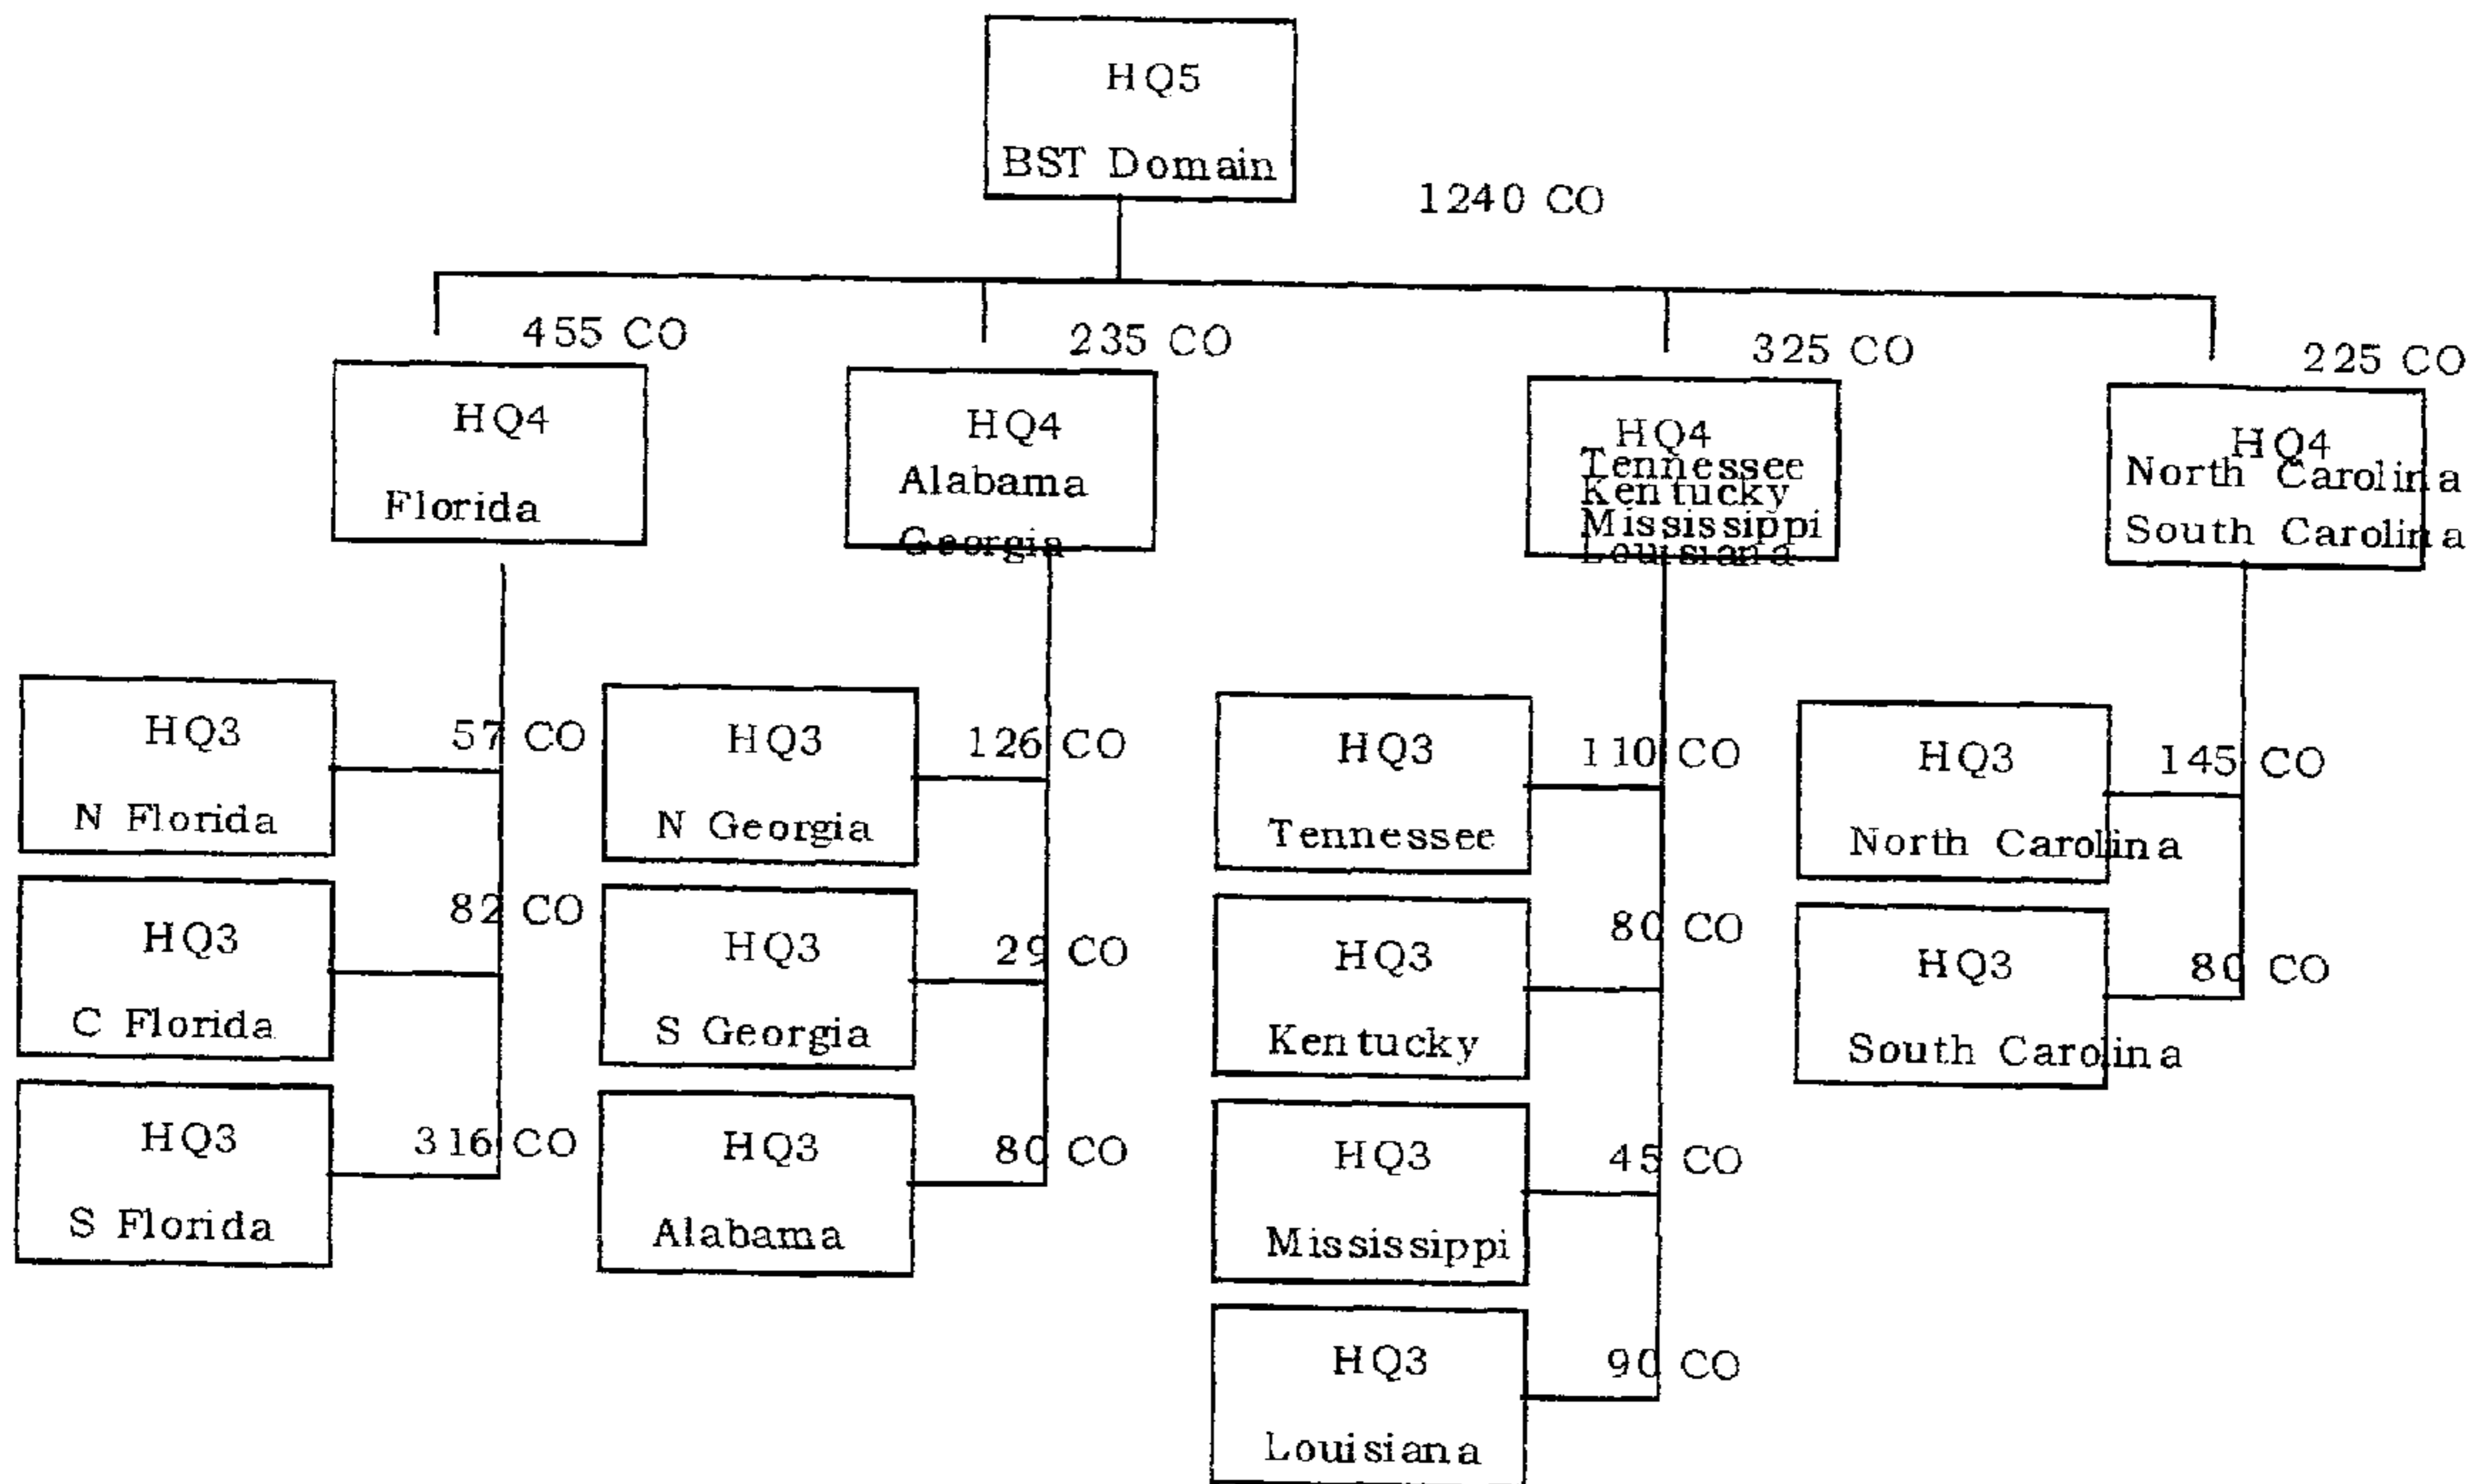 HQ5
BST Domain
1240 CO
455 CO
235 CO
325 CO
225 CO
HQ4
Florida
HQ4
Alabama
Georgia
HQ4
Tennessee
Kentucky
Mississippi
Louisiana
HQ4
North Carolina
South Carolina
HQ3
N Florida
57 CO
HQ3
C Florida
82 CO
HQ3
S Florida
316 CO
HQ3
N Georgia
126 CO
HQ3
S Georgia
29 CO
HQ3
Alabama
80 CO
HQ3
Tennessee
110 CO
HQ3
Kentucky
80 CO
HQ3
Mississippi
45 CO
HQ3
Louisiana
90 CO
HQ3
North Carolina
145 CO
HQ3
South Carolina
80 CO